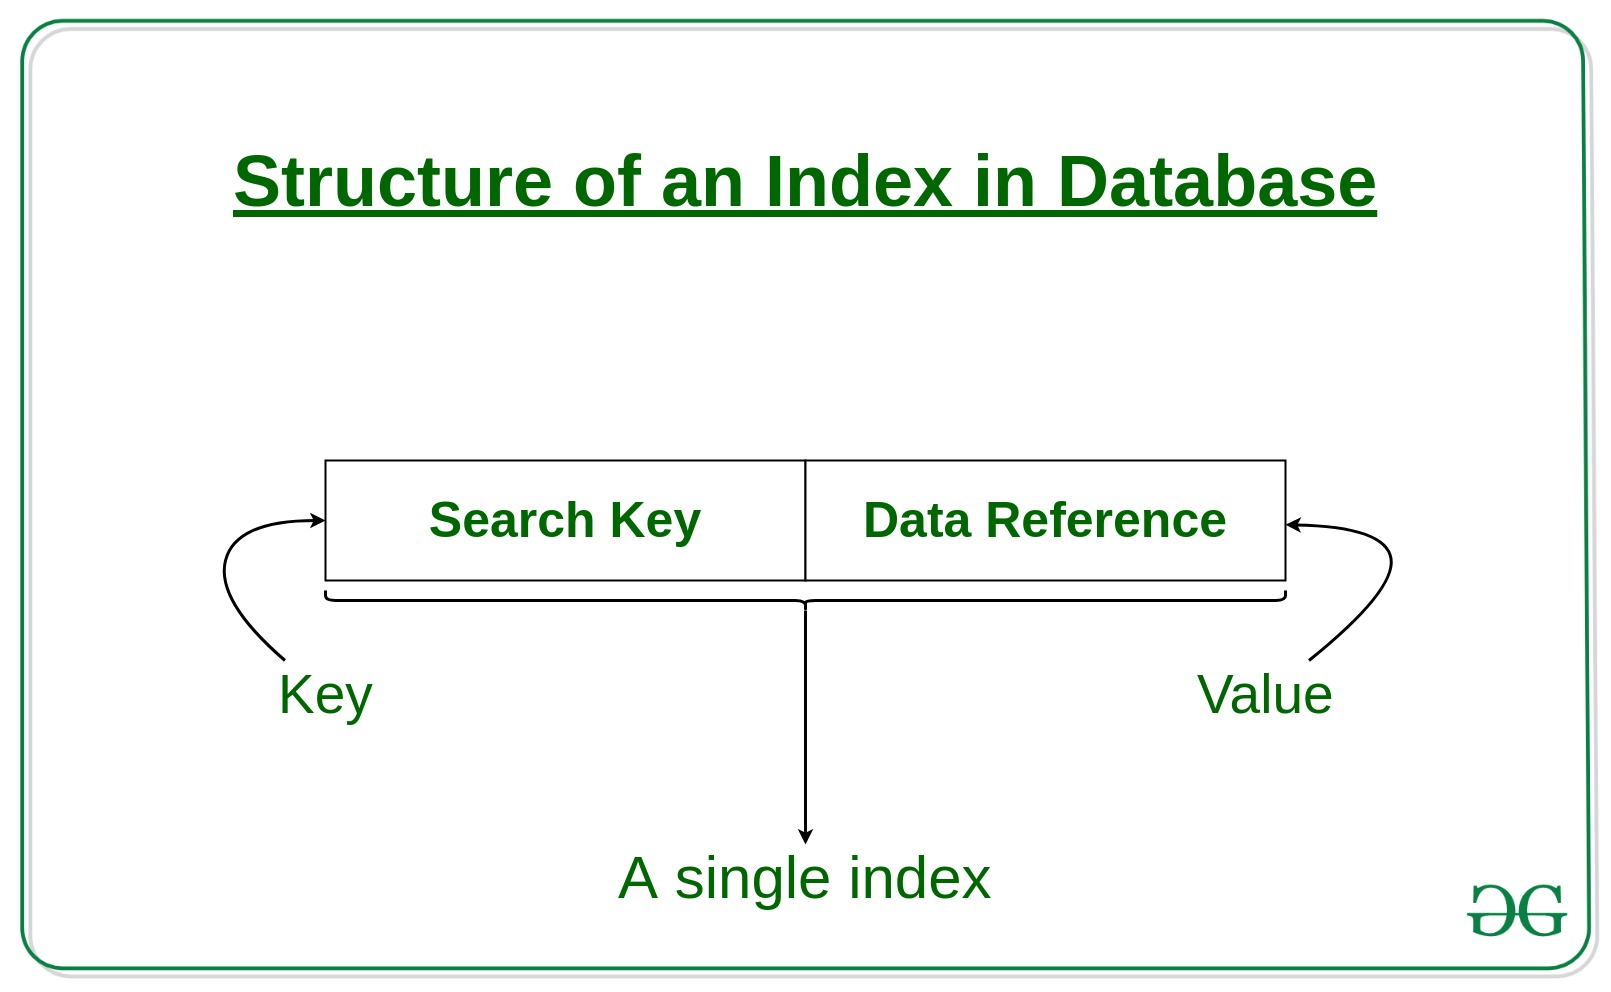 Structure of an Index in Database
Search Key
Data Reference
Key
Value
A single index